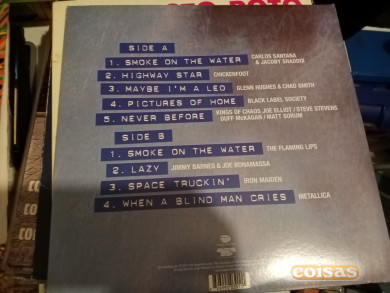 SIDE A
1. SMOKE ON THE WATER CARLOS SANTANA
& JACOBY SHADDIX
2. HIGHWAY STAR CHICKENFOOT
3. MAYBE I'M A LEO GLENN HUGHES & CHAD SMITH
4. PICTURES OF HOME BLACK LABEL SOCIETY
5. NEVER BEFORE KINGS OF CHAOS JOE ELLIOT / STEVE STEVENS
DUFF McKAGAN / MATT SORUM
SIDE B
1. SMOKE ON THE WATER THE FLAMING LIPS
2. LAZY JIMMY BARNES & JOE BONAMASSA
3. SPACE TRUCKIN' IRON MAIDEN
4. WHEN A BLIND MAN CRIES METALLICA
coisas